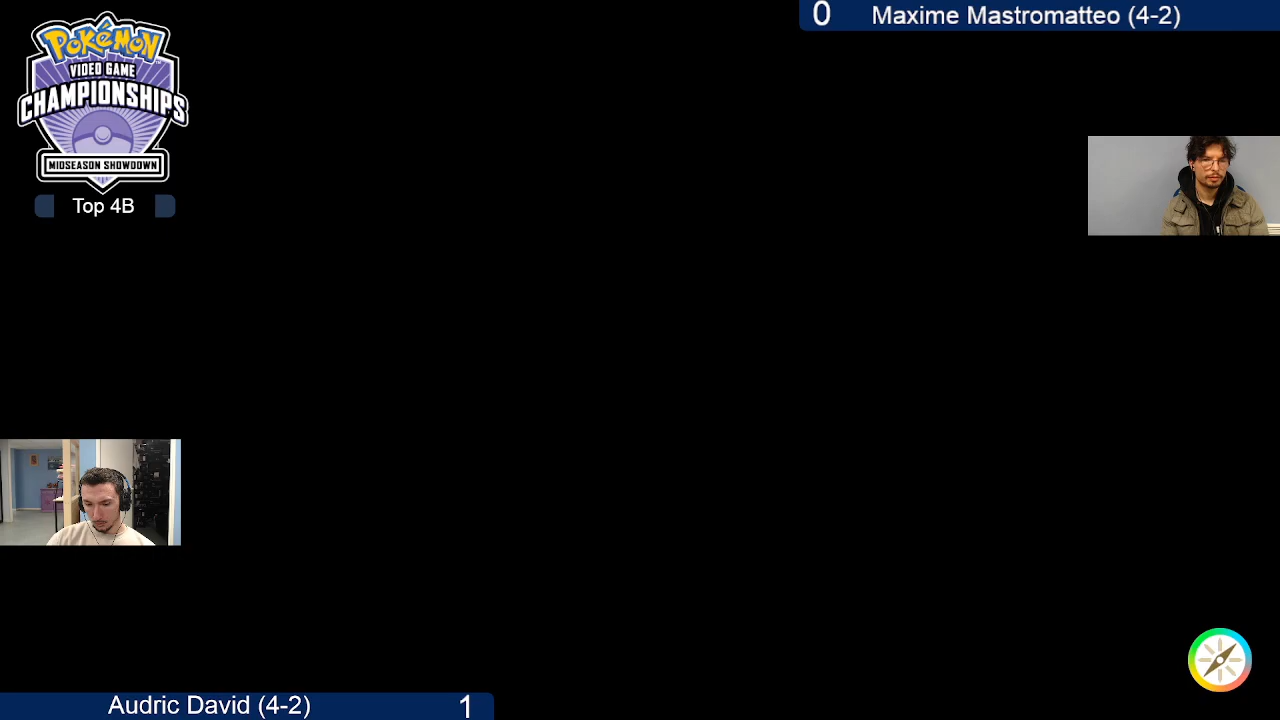 0 Maxime Mastromatteo (4-2)
POKéMON
VIDEO GAME
CHAMPIONSHIPS
MIDSEASON SHOWDOWN
Top 4B
Audric David (4-2) 1